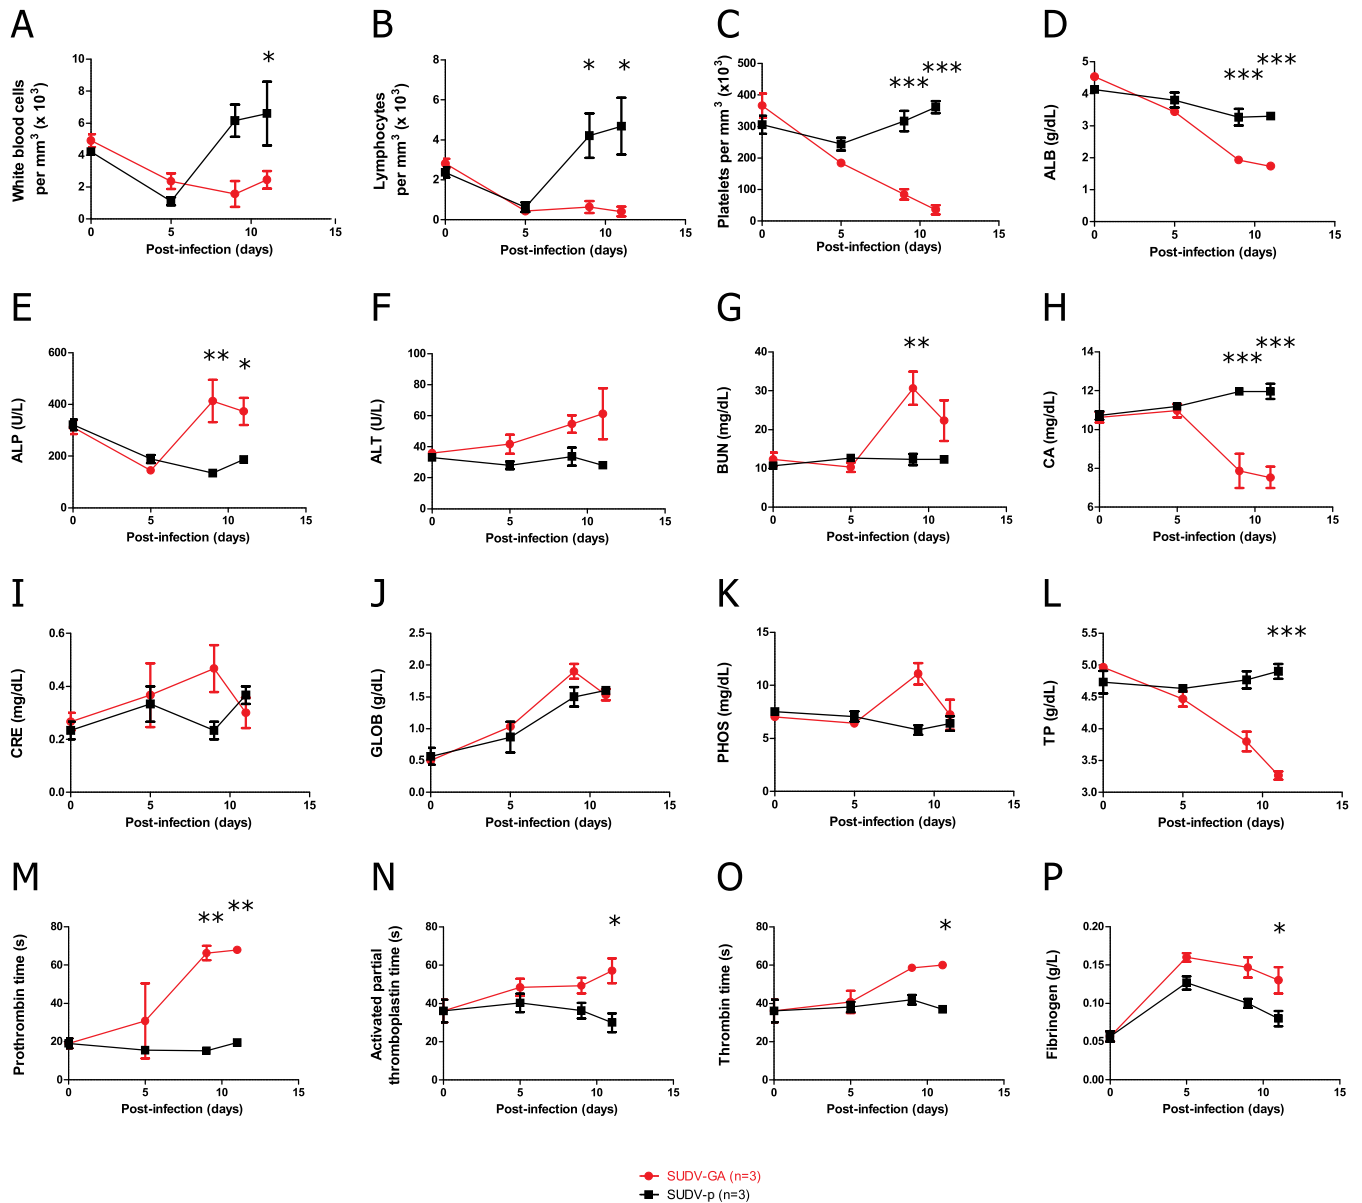 A
B
C
D
White blood cells
per mm³ (x 10³)
10
8
6
4
2
0
*
0 5 10 15
Post-infection (days)
Lymphocytes
per mm³ (x 10³)
8
6
4
2
0
* *
0 5 10 15
Post-infection (days)
Platelets per mm³ (x10³)
500
400
300
200
100
0
*** ***
0 5 10 15
Post-infection (days)
ALB (g/dL)
5
4
3
2
1
0
*** ***
0 5 10 15
Post-infection (days)
E
F
G
H
ALP (U/L)
600
400
200
0
** *
0 5 10 15
Post-infection (days)
ALT (U/L)
100
80
60
40
20
0
0 5 10 15
Post-infection (days)
BUN (mg/dL)
40
30
20
10
0
**
0 5 10 15
Post-infection (days)
CA (mg/dL)
14
12
10
8
6
*** ***
0 5 10 15
Post-infection (days)
I
J
K
L
CRE (mg/dL)
0.6
0.4
0.2
0.0
0 5 10 15
Post-infection (days)
GLOB (g/dL)
2.5
2.0
1.5
1.0
0.5
0.0
0 5 10 15
Post-infection (days)
PHOS (mg/dL)
15
10
5
0
0 5 10 15
Post-infection (days)
TP (g/dL)
5.5
5.0
4.5
4.0
3.5
3.0
***
0 5 10 15
Post-infection (days)
M
N
O
P
Prothrombin time (s)
80
60
40
20
0
** **
0 5 10 15
Post-infection (days)
Activated partial
thromboplastin time (s)
80
60
40
20
0
*
0 5 10 15
Post-infection (days)
Thrombin time (s)
80
60
40
20
0
*
0 5 10 15
Post-infection (days)
Fibrinogen (g/L)
0.20
0.15
0.10
0.05
0.00
*
0 5 10 15
Post-infection (days)
SUDV-GA (n=3)
SUDV-p (n=3)